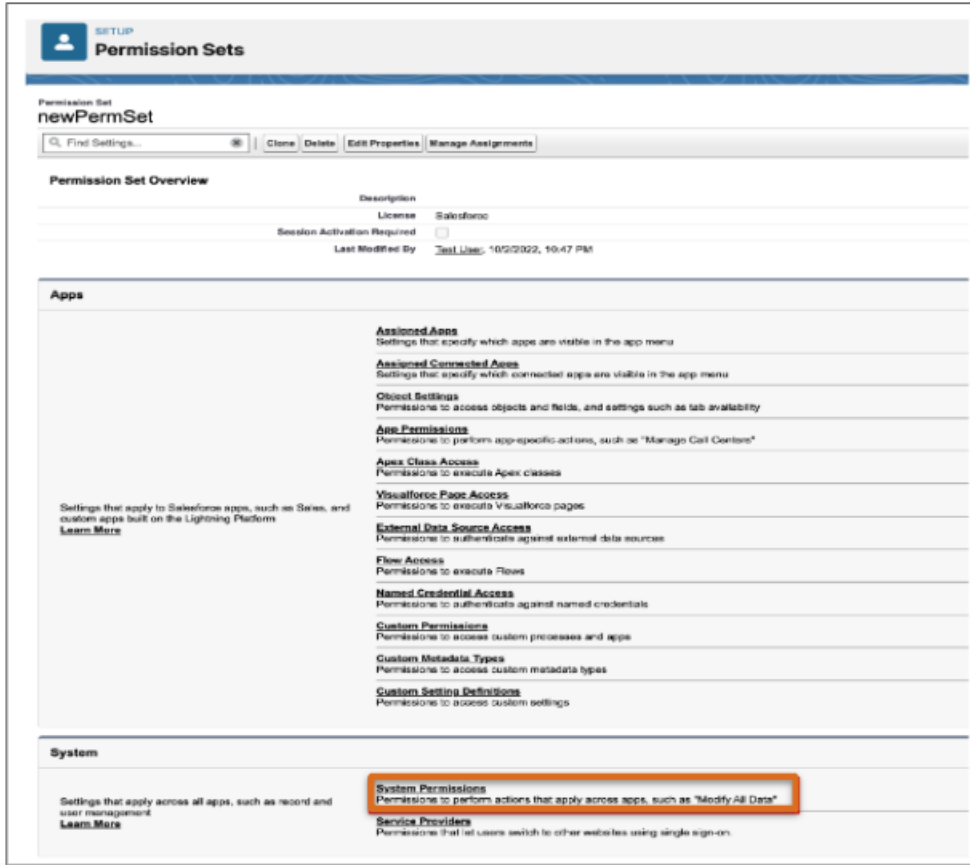 SETUP
Permission Sets
Permission Set
newPermSet
Find Settings...
Clone Delete Edit Properties Manage Assignments
Permission Set Overview
Description
License Salesforce
Session Activation Required
Last Modified By Test User, 10/2/2022, 10:47 PM
Apps
Settings that apply to Salesforce apps, such as Sales, and
custom apps built on the Lightning Platform
Learn More
Assigned Apps
Settings that specify which apps are visible in the app menu
Assigned Connected Apps
Settings that specify which connected apps are visible in the app menu
Object Settings
Permissions to access objects and fields, and settings such as tab availability
App Permissions
Permissions to perform app-specific actions, such as "Manage Call Centers"
Apex Class Access
Permissions to execute Apex classes
Visualforce Page Access
Permissions to execute Visualforce pages
External Data Source Access
Permissions to authenticate against external data sources
Flow Access
Permissions to execute Flows
Named Credential Access
Permissions to authenticate against named credentials
Custom Permissions
Permissions to access custom processes and apps
Custom Metadata Types
Permissions to access custom metadata types
Custom Setting Definitions
Permissions to access custom settings
System
Settings that apply across all apps, such as record and
user management
Learn More
System Permissions
Permissions to perform actions that apply across apps, such as "Modify All Data"
Service Providers
Permissions that let users switch to other websites using single sign-on.